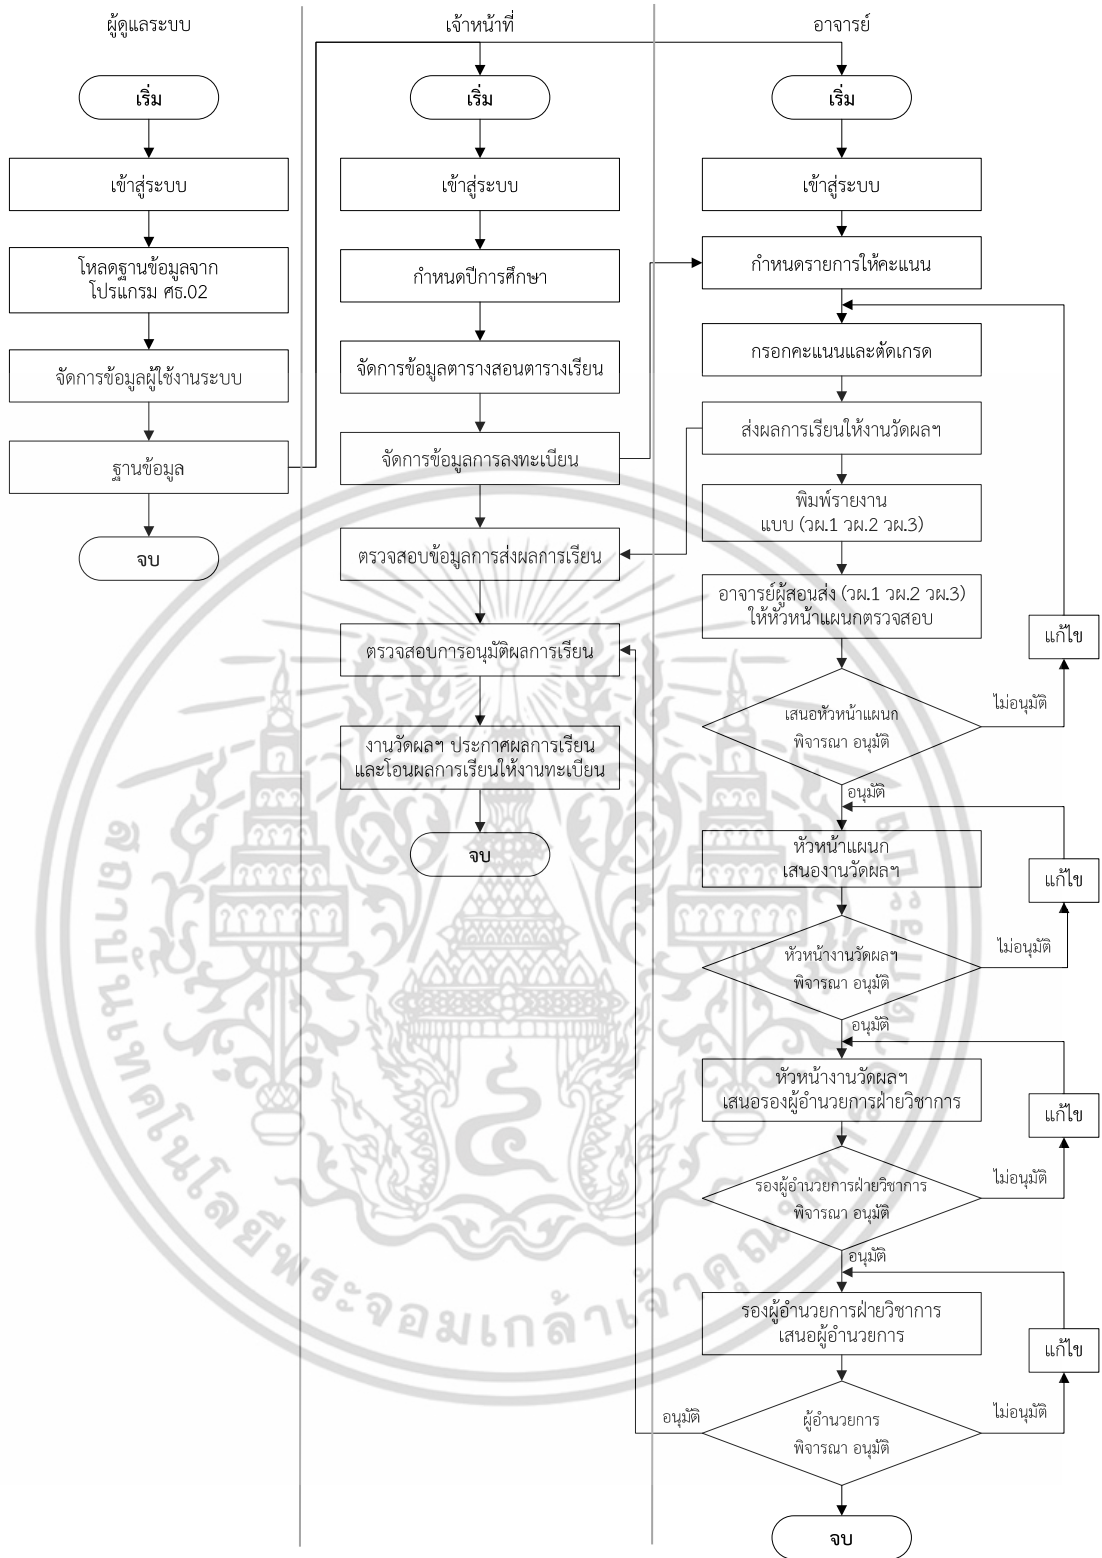 ผู้ดูแลระบบ
เริ่ม
เข้าสู่ระบบ
โหลดฐานข้อมูลจาก
โปรแกรม ศธ.02
จัดการข้อมูลผู้ใช้งานระบบ
ฐานข้อมูล
จบ
เจ้าหน้าที่
เริ่ม
เข้าสู่ระบบ
กำหนดปีการศึกษา
จัดการข้อมูลตารางสอนตารางเรียน
จัดการข้อมูลการลงทะเบียน
ตรวจสอบข้อมูลการส่งผลการเรียน
ตรวจสอบการอนุมัติผลการเรียน
งานวัดผลฯ ประกาศผลการเรียน
และโอนผลการเรียนให้งานทะเบียน
จบ
อาจารย์
เริ่ม
เข้าสู่ระบบ
กำหนดรายการให้คะแนน
กรอกคะแนนและตัดเกรด
ส่งผลการเรียนให้งานวัดผลฯ
พิมพ์รายงาน
แบบ (วผ.1 วผ.2 วผ.3)
อาจารย์ผู้สอนส่ง (วผ.1 วผ.2 วผ.3)
ให้หัวหน้าแผนกตรวจสอบ
แก้ไข
ไม่อนุมัติ
เสนอหัวหน้าแผนก
พิจารณา อนุมัติ
อนุมัติ
หัวหน้าแผนก
เสนองานวัดผลฯ
แก้ไข
ไม่อนุมัติ
หัวหน้างานวัดผลฯ
พิจารณา อนุมัติ
อนุมัติ
หัวหน้างานวัดผลฯ
เสนอรองผู้อำนวยการฝ่ายวิชาการ
แก้ไข
ไม่อนุมัติ
รองผู้อำนวยการฝ่ายวิชาการ
พิจารณา อนุมัติ
อนุมัติ
รองผู้อำนวยการฝ่ายวิชาการ
เสนอผู้อำนวยการ
แก้ไข
อนุมัติ
ไม่อนุมัติ
ผู้อำนวยการ
พิจารณา อนุมัติ
จบ
สถาบันเทคโนโลยีพระจอมเกล้าเจ้าคุณทหาร